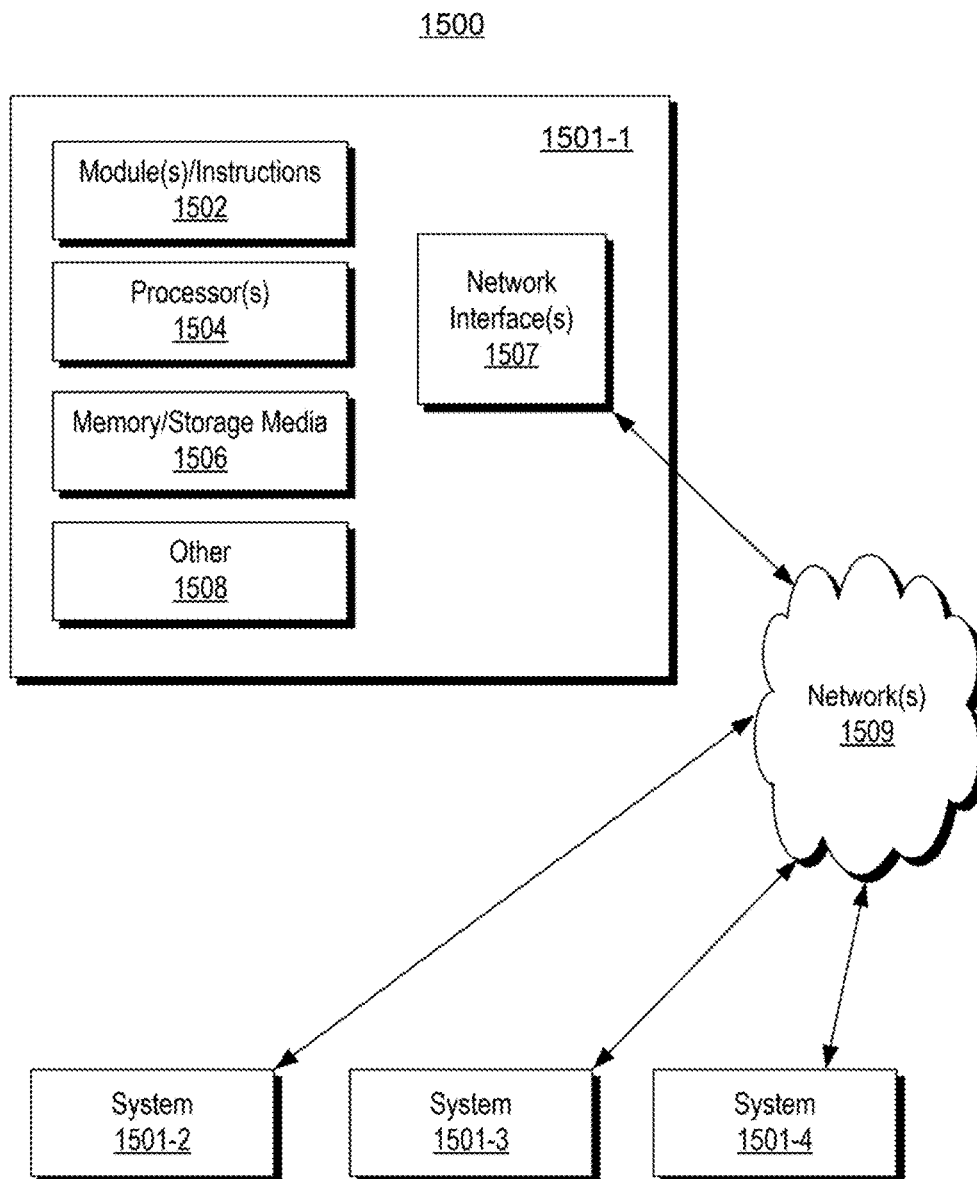 1500
1501-1
Module(s)/Instructions
1502
Processor(s)
1504
Memory/Storage Media
1506
Other
1508
Network
Interface(s)
1507
Network(s)
1509
System
1501-2
System
1501-3
System
1501-4